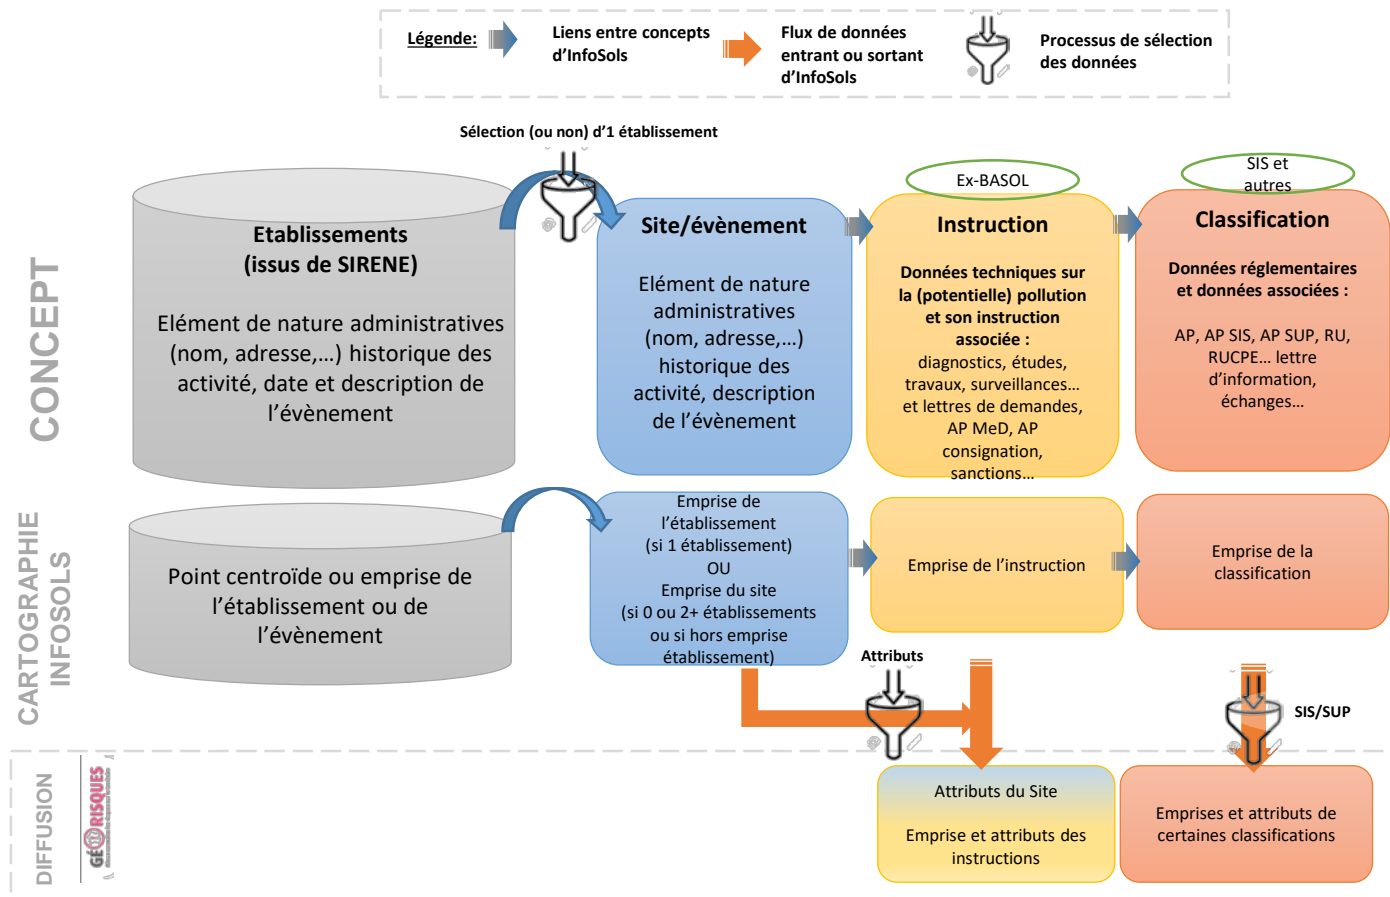 Légende:
Liens entre concepts
d’InfoSols
Flux de données
entrant ou sortant
d’InfoSols
Processus de sélection
des données
Sélection (ou non) d’1 établissement
CONCEPT
Etablissements
(issus de SIRENE)
Elément de nature administratives
(nom, adresse,…) historique des
activité, date et description de
l’évènement
Site/évènement
Elément de nature
administratives
(nom, adresse,…)
historique des
activité, description
de l’évènement
Ex-BASOL
Instruction
Données techniques sur
la (potentielle) pollution
et son instruction
associée :
diagnostics, études,
travaux, surveillances…
et lettres de demandes,
AP MeD, AP
consignation,
sanctions…
SIS et
autres
Classification
Données réglementaires
et données associées :
AP, AP SIS, AP SUP, RU,
RUCPE… lettre
d’information,
échanges…
CARTOGRAPHIE
INFOSOLS
Point centroïde ou emprise de
l’établissement ou de
l’évènement
Emprise de
l’établissement
(si 1 établissement)
OU
Emprise du site
(si 0 ou 2+ établissements
ou si hors emprise
établissement)
Emprise de l’instruction
Emprise de la
classification
Attributs
SIS/SUP
DIFFUSION
GÉORISQUES
Attributs du Site
Emprise et attributs des
instructions
Emprises et attributs de
certaines classifications